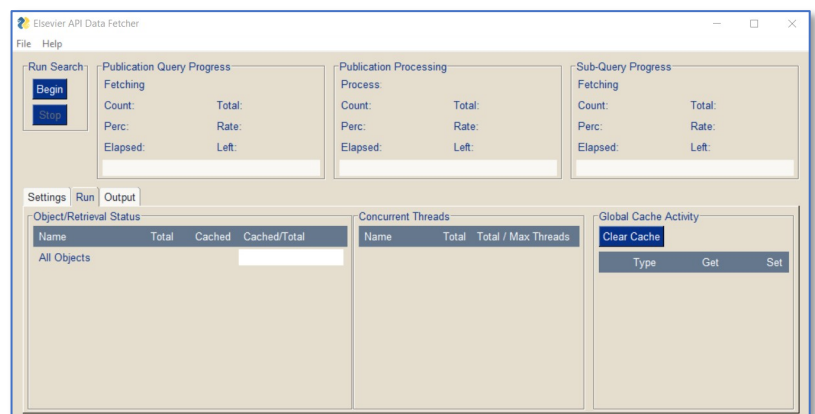 Elsevier API Data Fetcher
File Help
Run Search
Begin
Stop
Publication Query Progress
Fetching
Count: Total:
Perc: Rate:
Elapsed: Left:
Publication Processing
Process:
Count: Total:
Perc: Rate:
Elapsed: Left:
Sub-Query Progress
Fetching
Count: Total:
Perc: Rate:
Elapsed: Left:
Settings Run Output
Object/Retrieval Status
Name Total Cached Cached/Total
All Objects
Concurrent Threads
Name Total Total / Max Threads
Global Cache Activity
Clear Cache
Type Get Set